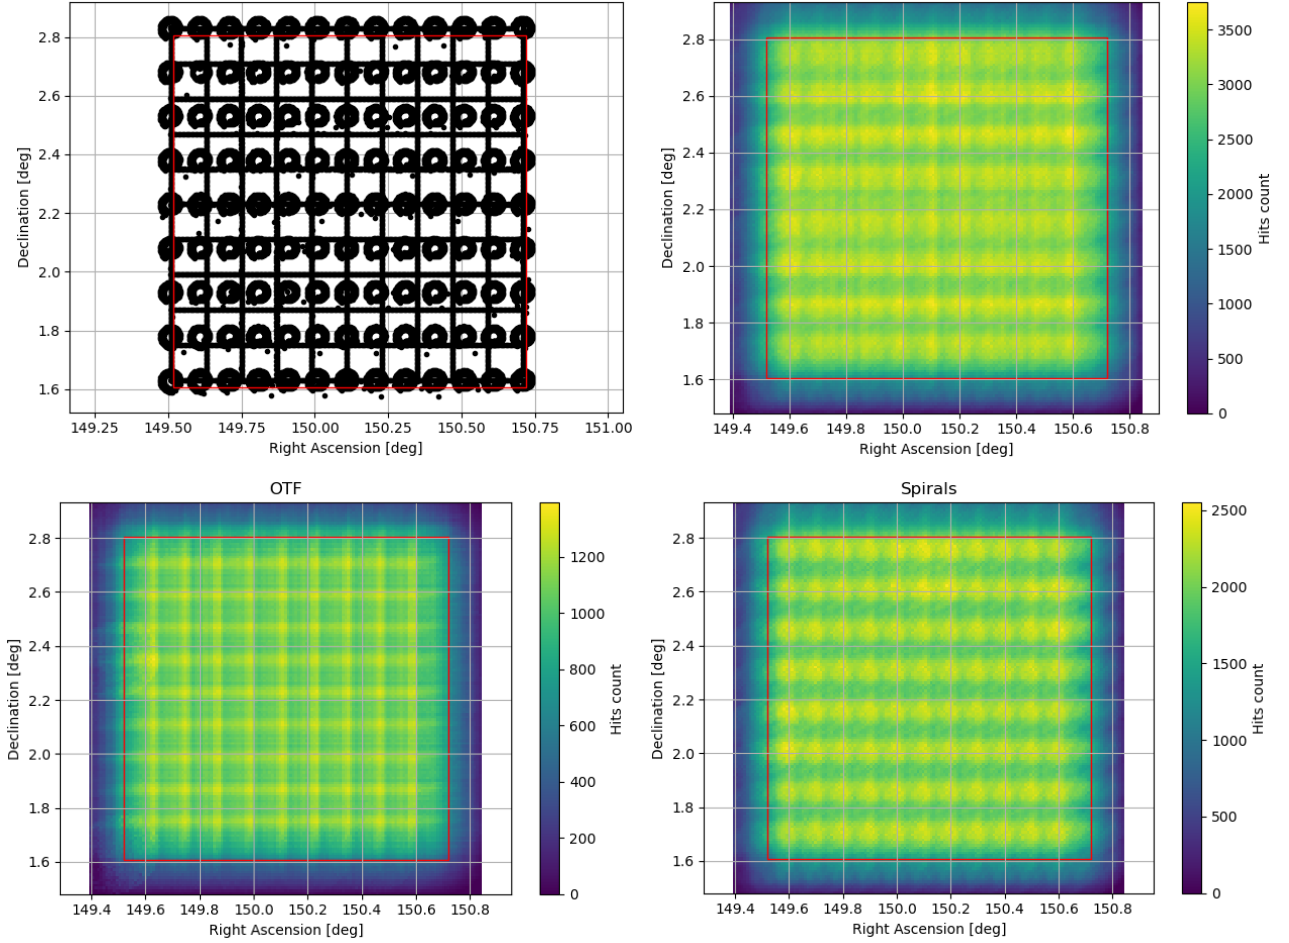 2.8
2.6
2.4
2.2
2.0
1.8
1.6
Declination [deg]
149.25 149.50 149.75 150.00 150.25 150.50 150.75 151.00
Right Ascension [deg]
2.8
2.6
2.4
2.2
2.0
1.8
1.6
Declination [deg]
149.4 149.6 149.8 150.0 150.2 150.4 150.6 150.8
Right Ascension [deg]
3500
3000
2500
2000
1500
1000
500
0
Hits count
OTF
2.8
2.6
2.4
2.2
2.0
1.8
1.6
Declination [deg]
149.4 149.6 149.8 150.0 150.2 150.4 150.6 150.8
Right Ascension [deg]
1200
1000
800
600
400
200
0
Hits count
Spirals
2.8
2.6
2.4
2.2
2.0
1.8
1.6
Declination [deg]
149.4 149.6 149.8 150.0 150.2 150.4 150.6 150.8
Right Ascension [deg]
2500
2000
1500
1000
500
0
Hits count